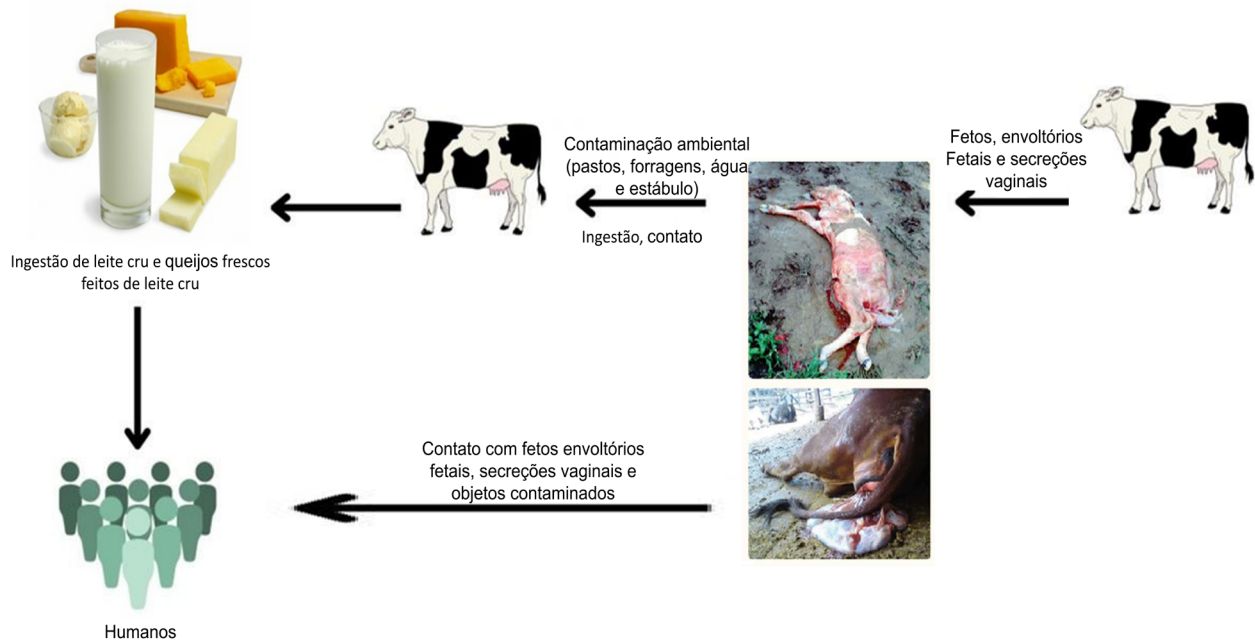 Fetos, envoltórios
Fetais e secreções
vaginais
Contaminação ambiental
(pastos, forragens, água
e estábulo)
Ingestão, contato
Ingestão de leite cru e queijos frescos
feitos de leite cru
Contato com fetos envoltórios
fetais, secreções vaginais e
objetos contaminados
Humanos